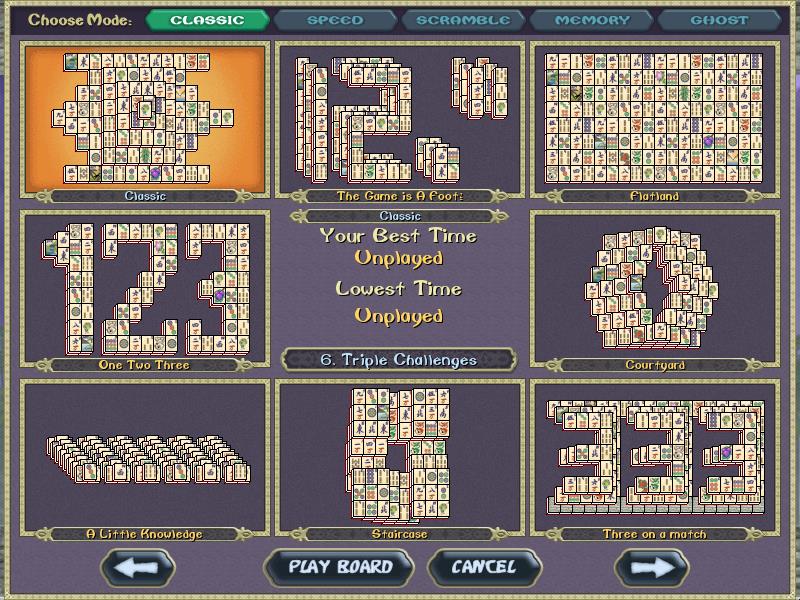 Choose Mode:
CLASSIC
SPEED
SCRAMBLE
MEMORY
GHOST
Classic
The Game is A Foot:
Flatland
Classic
Your Best Time
Unplayed
Lowest Time
Unplayed
6. Triple Challenges
One Two Three
Courtyard
A Little Knowledge
Staircase
Three on a match
PLAY BOARD
CANCEL